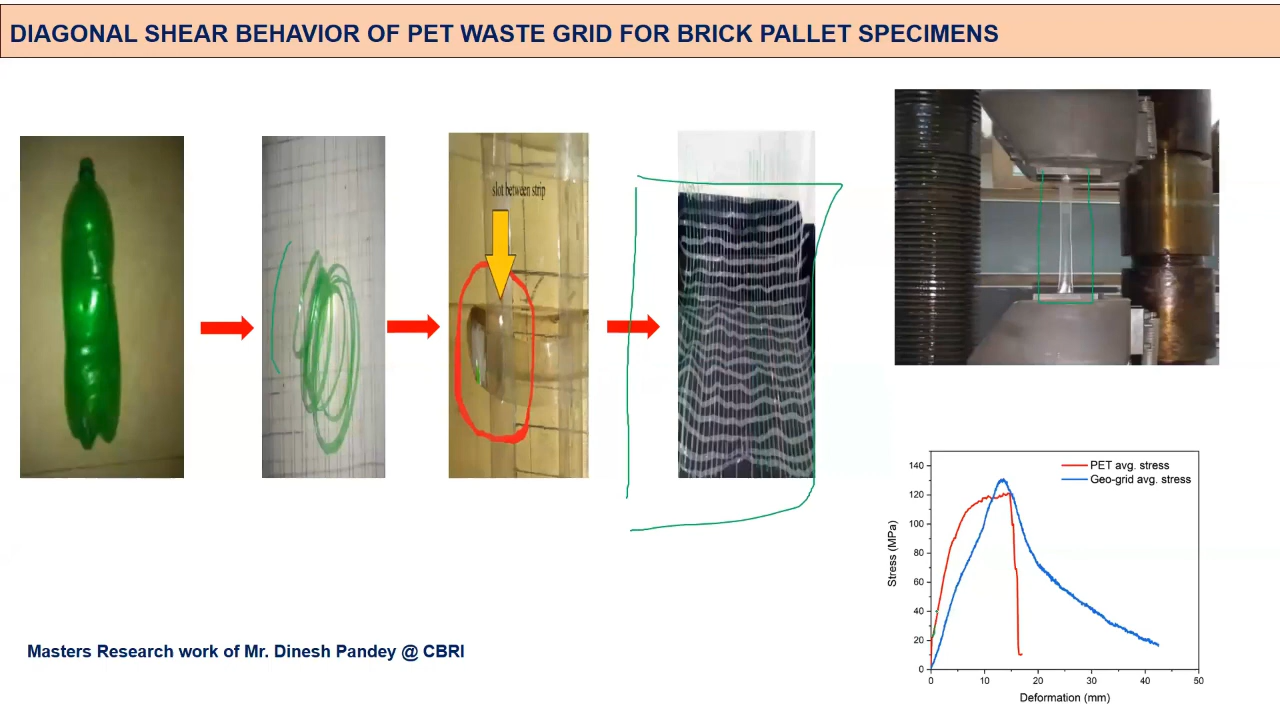 DIAGONAL SHEAR BEHAVIOR OF PET WASTE GRID FOR BRICK PALLET SPECIMENS
slot between strip
PET avg. stress
Geo-grid avg. stress
140
120
100
80
60
40
20
0
Stress (MPa)
0 10 20 30 40 50
Deformation (mm)
Masters Research work of Mr. Dinesh Pandey @ CBRI